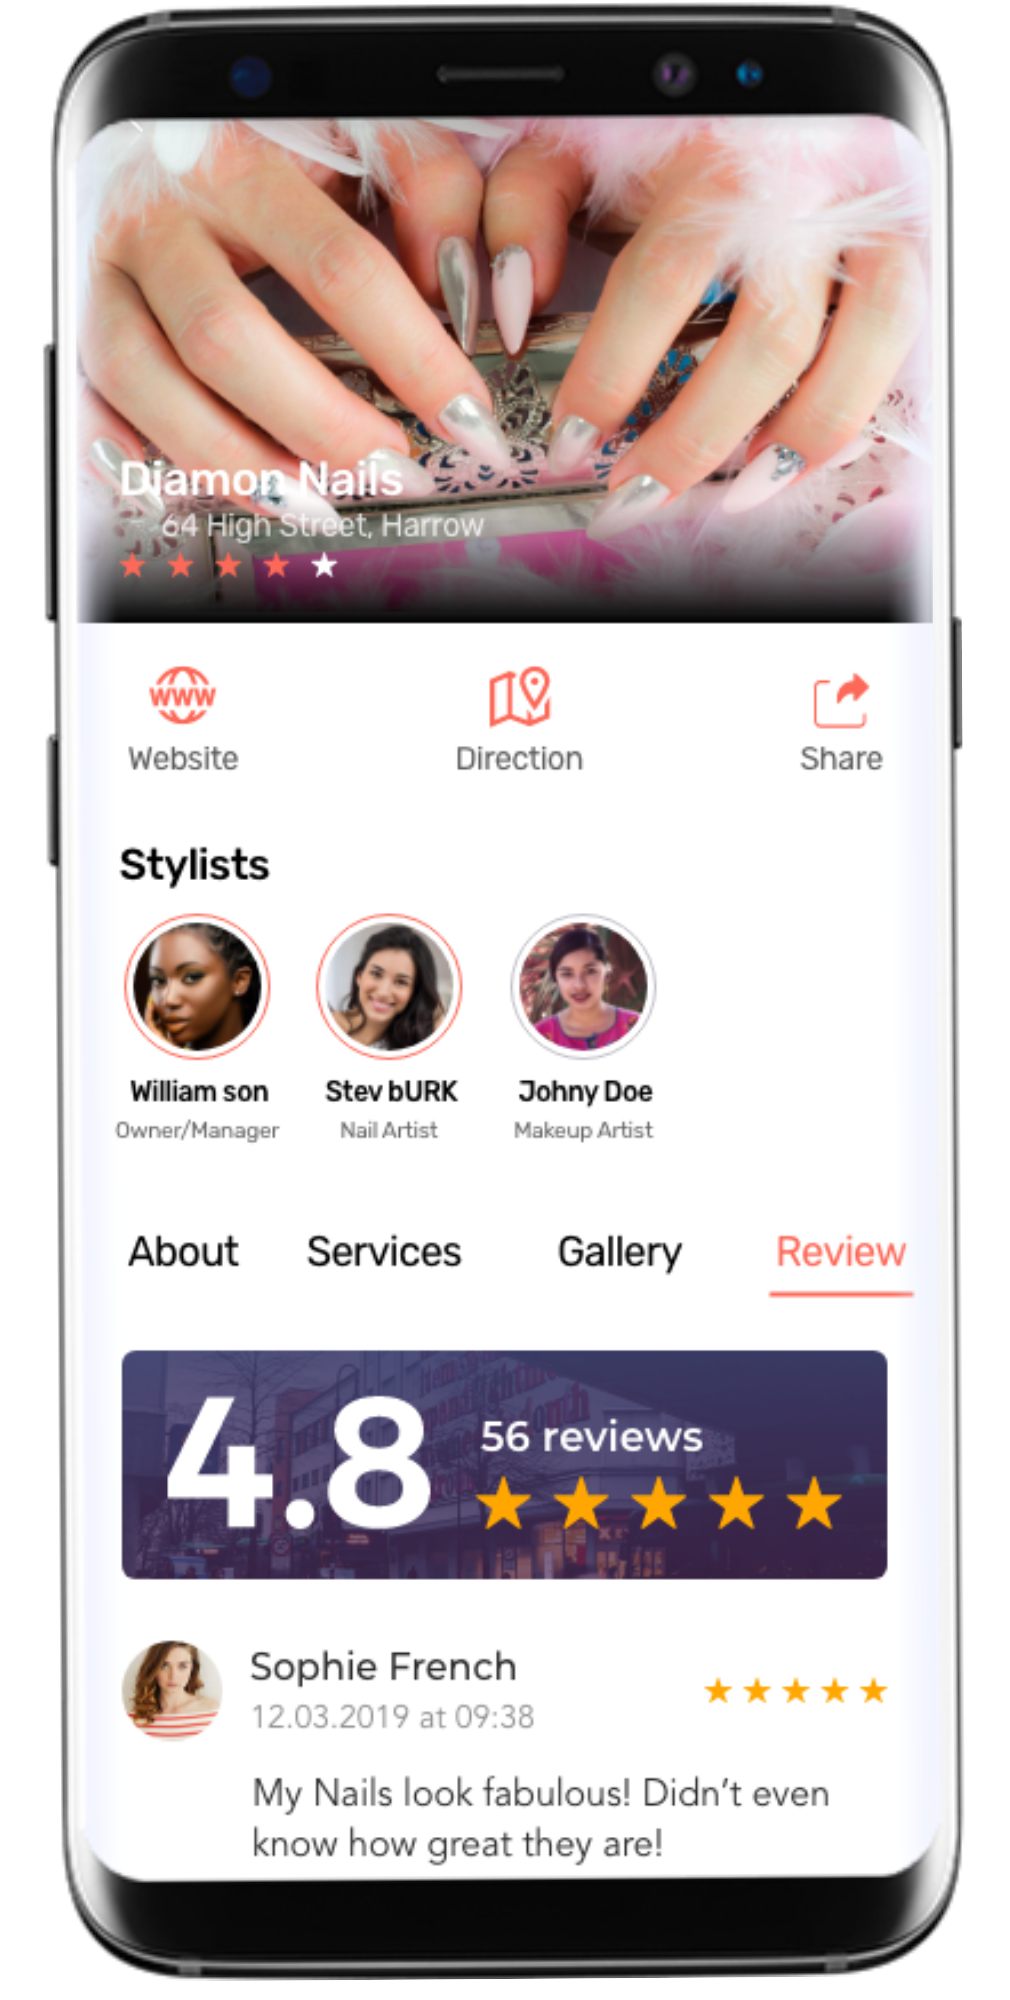 Diamon Nails
64 High Street, Harrow
www
Website
Direction
Share
Stylists
William son
Stev bURK
Johny Doe
Owner/Manager
Nail Artist
Makeup Artist
About
Services
Gallery
Review
4.8
56 reviews
Sophie French
12.03.2019 at 09:38
My Nails look fabulous! Didn’t even
know how great they are!